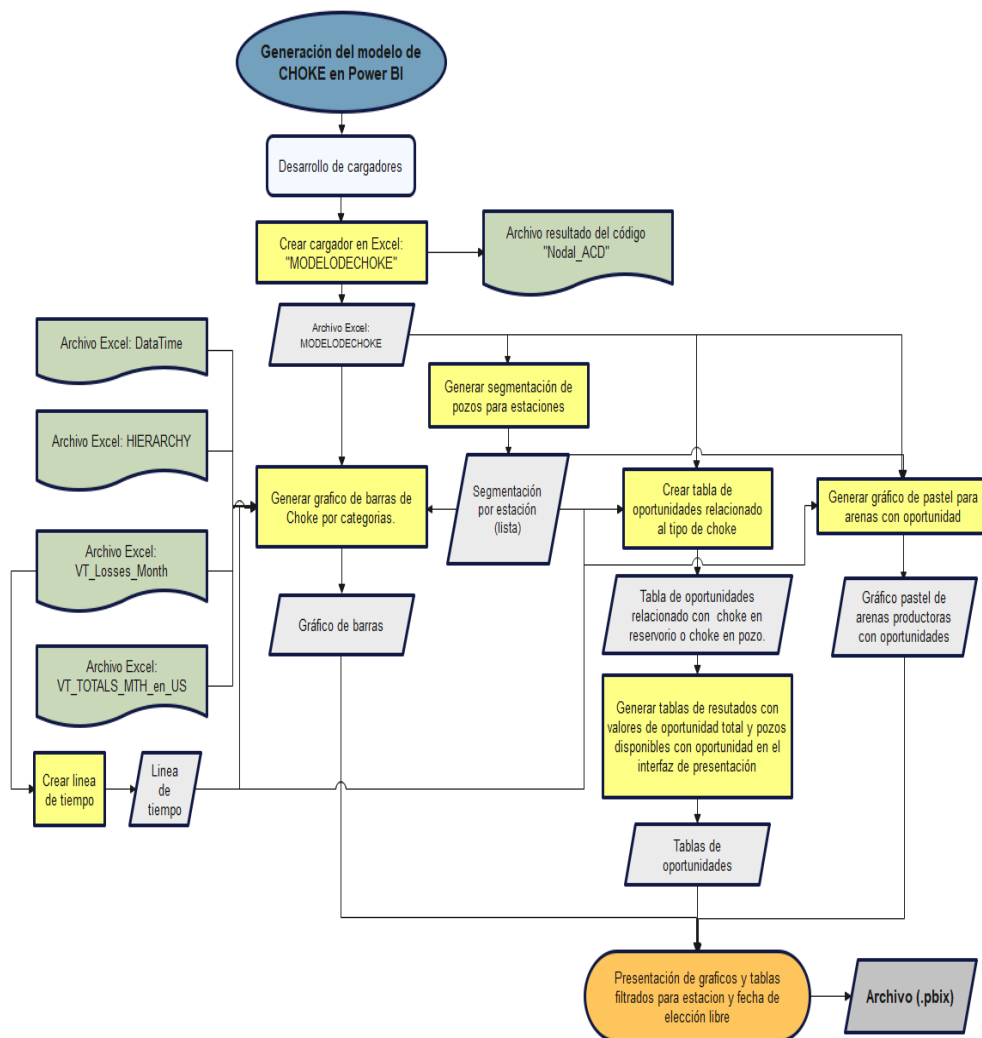 Generación del modelo de
CHOKE en Power BI
Desarrollo de cargadores
Crear cargador en Excel:
"MODELODECHOKE"
Archivo resultado del código
"Nodal_ACD"
Archivo Excel:
MODELODECHOKE
Archivo Excel: DataTime
Generar segmentación de
pozos para estaciones
Archivo Excel: HIERARCHY
Generar grafico de barras de
Choke por categorias.
Segmentación
por estación
(lista)
Crear tabla de
oportunidades relacionado
al tipo de choke
Generar gráfico de pastel para
arenas con oportunidad
Archivo Excel:
VT_Losses_Month
Gráfico de barras
Tabla de oportunidades
relacionado con choke en
reservorio o choke en pozo.
Gráfico pastel de
arenas productoras
con oportunidades
Archivo Excel:
VT_TOTALS_MTH_en_US
Generar tablas de resutados con
valores de oportunidad total y pozos
disponibles con oportunidad en el
interfaz de presentación
Crear linea
de tiempo
Linea
de
tiempo
Tablas de
oportunidades
Presentación de graficos y tablas
filtrados para estacion y fecha de
elección libre
Archivo (.pbix)